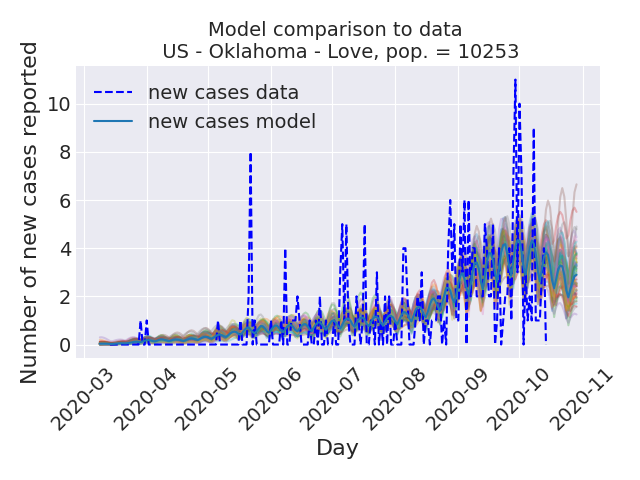 Model comparison to data
US - Oklahoma - Love, pop. = 10253
Number of new cases reported
new cases data
new cases model
10
8
6
4
2
0
2020-03
2020-04
2020-05
2020-06
2020-07
2020-08
2020-09
2020-10
2020-11
Day